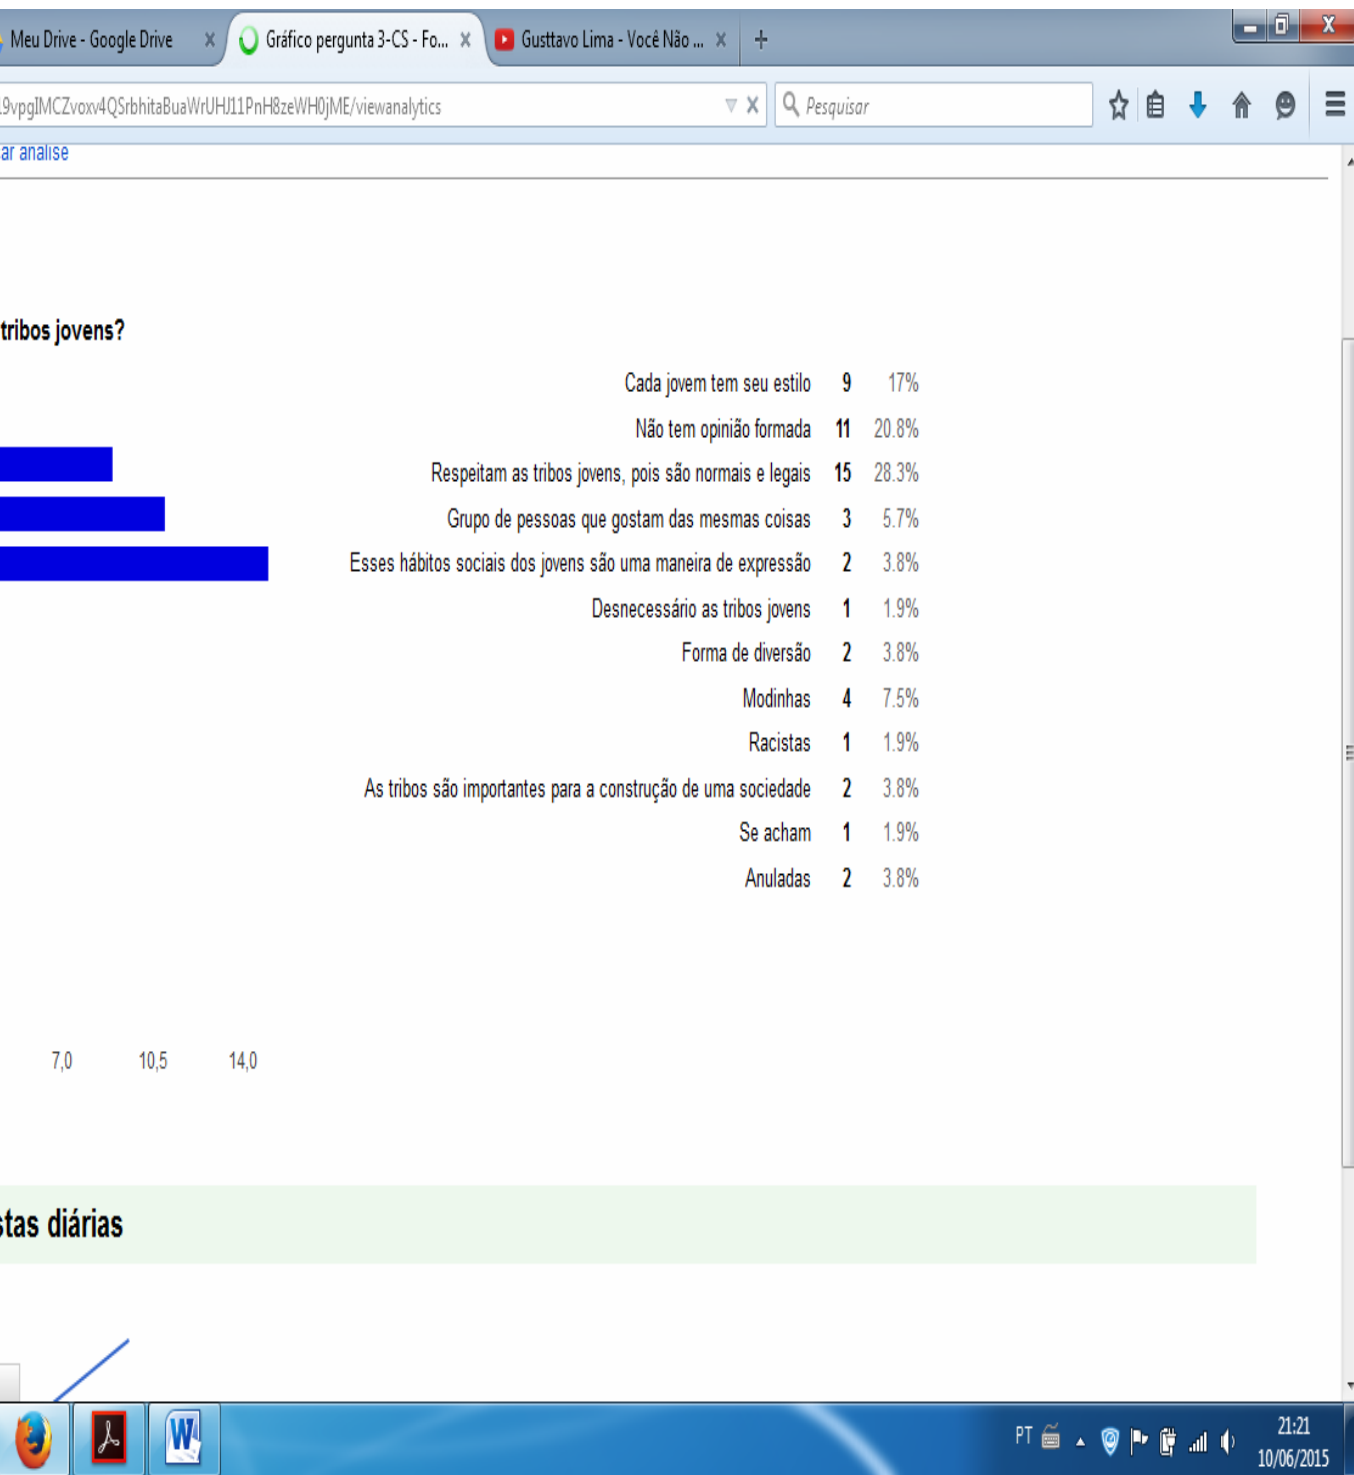 Meu Drive - Google Drive
Gráfico pergunta 3-CS - Fo...
Gusttavo Lima - Você Não ...
l9vpgIMCZvoxv4QSrbhitaBuaWrUHJ11PnH8zeWH0jME/viewanalytics
Pesquisar
ar análise
tribos jovens?
Cada jovem tem seu estilo 9 17%
Não tem opinião formada 11 20.8%
Respeitam as tribos jovens, pois são normais e legais 15 28.3%
Grupo de pessoas que gostam das mesmas coisas 3 5.7%
Esses hábitos sociais dos jovens são uma maneira de expressão 2 3.8%
Desnecessário as tribos jovens 1 1.9%
Forma de diversão 2 3.8%
Modinhas 4 7.5%
Racistas 1 1.9%
As tribos são importantes para a construção de uma sociedade 2 3.8%
Se acham 1 1.9%
Anuladas 2 3.8%
7,0 10,5 14,0
stas diárias
PT
21:21
10/06/2015